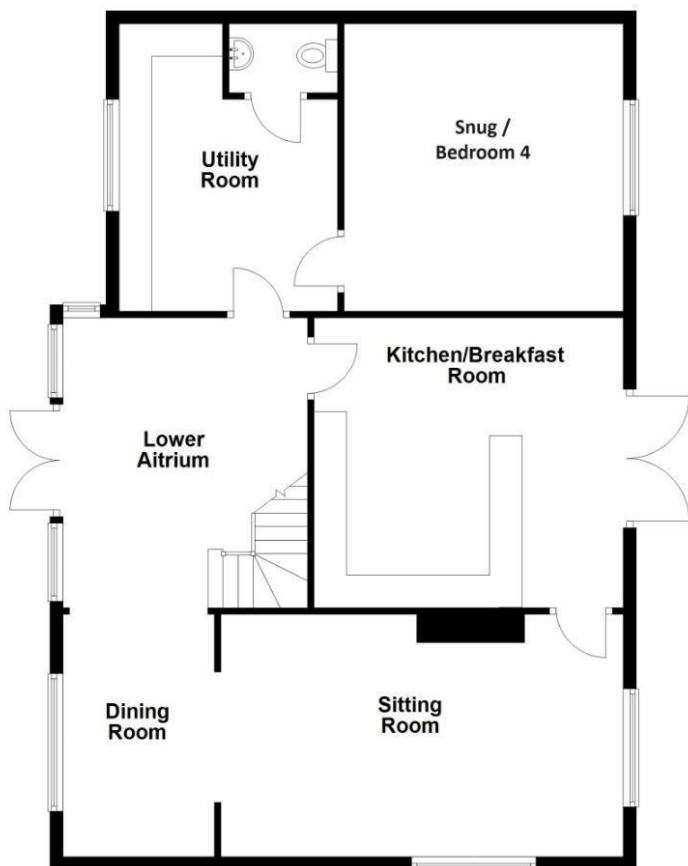 Snug /
Bedroom 4
Utility
Room
Kitchen/Breakfast
Room
Lower
Aitrium
Dining
Room
Sitting
Room